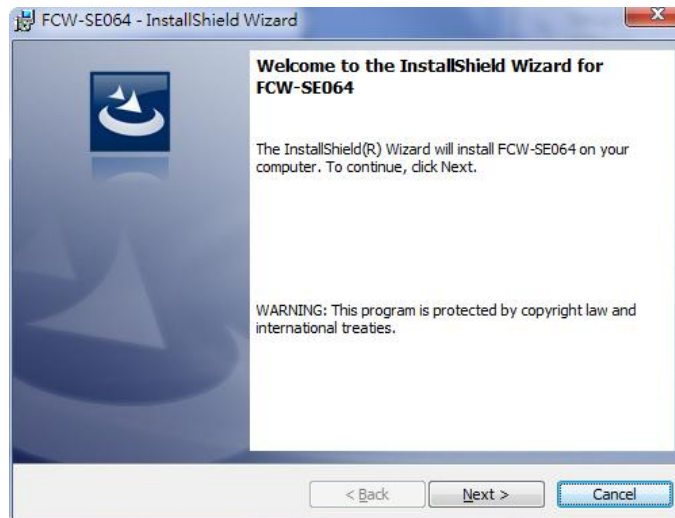 FCW-SE064 - InstallShield Wizard
Welcome to the InstallShield Wizard for
FCW-SE064
The InstallShield(R) Wizard will install FCW-SE064 on your
computer. To continue, click Next.
WARNING: This program is protected by copyright law and
international treaties.
< Back
Next >
Cancel